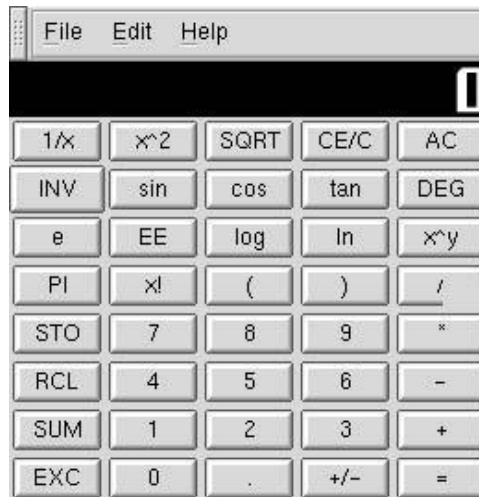 File Edit Help
0
1/x x^2 SQRT CE/C AC
INV sin cos tan DEG
e EE log ln x^y
PI x! ( ) /
STO 7 8 9 *
RCL 4 5 6 -
SUM 1 2 3 +
EXC 0 . +/- =